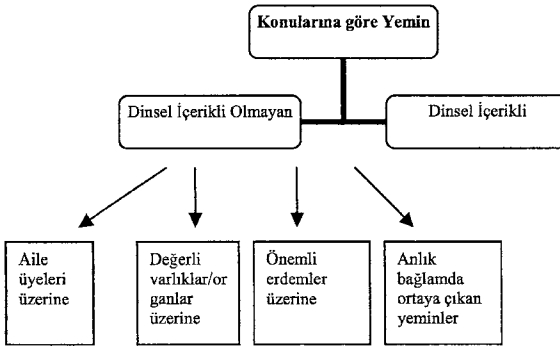 Konularına göre Yemin
Dinsel İçerikli Olmayan
Dinsel İçerikli
Aile
üyeleri
üzerine
Değerli
varlıklar/or
ganlar
üzerine
Önemli
erdemler
üzerine
Anlık
bağlamda
ortaya çıkan
yeminler